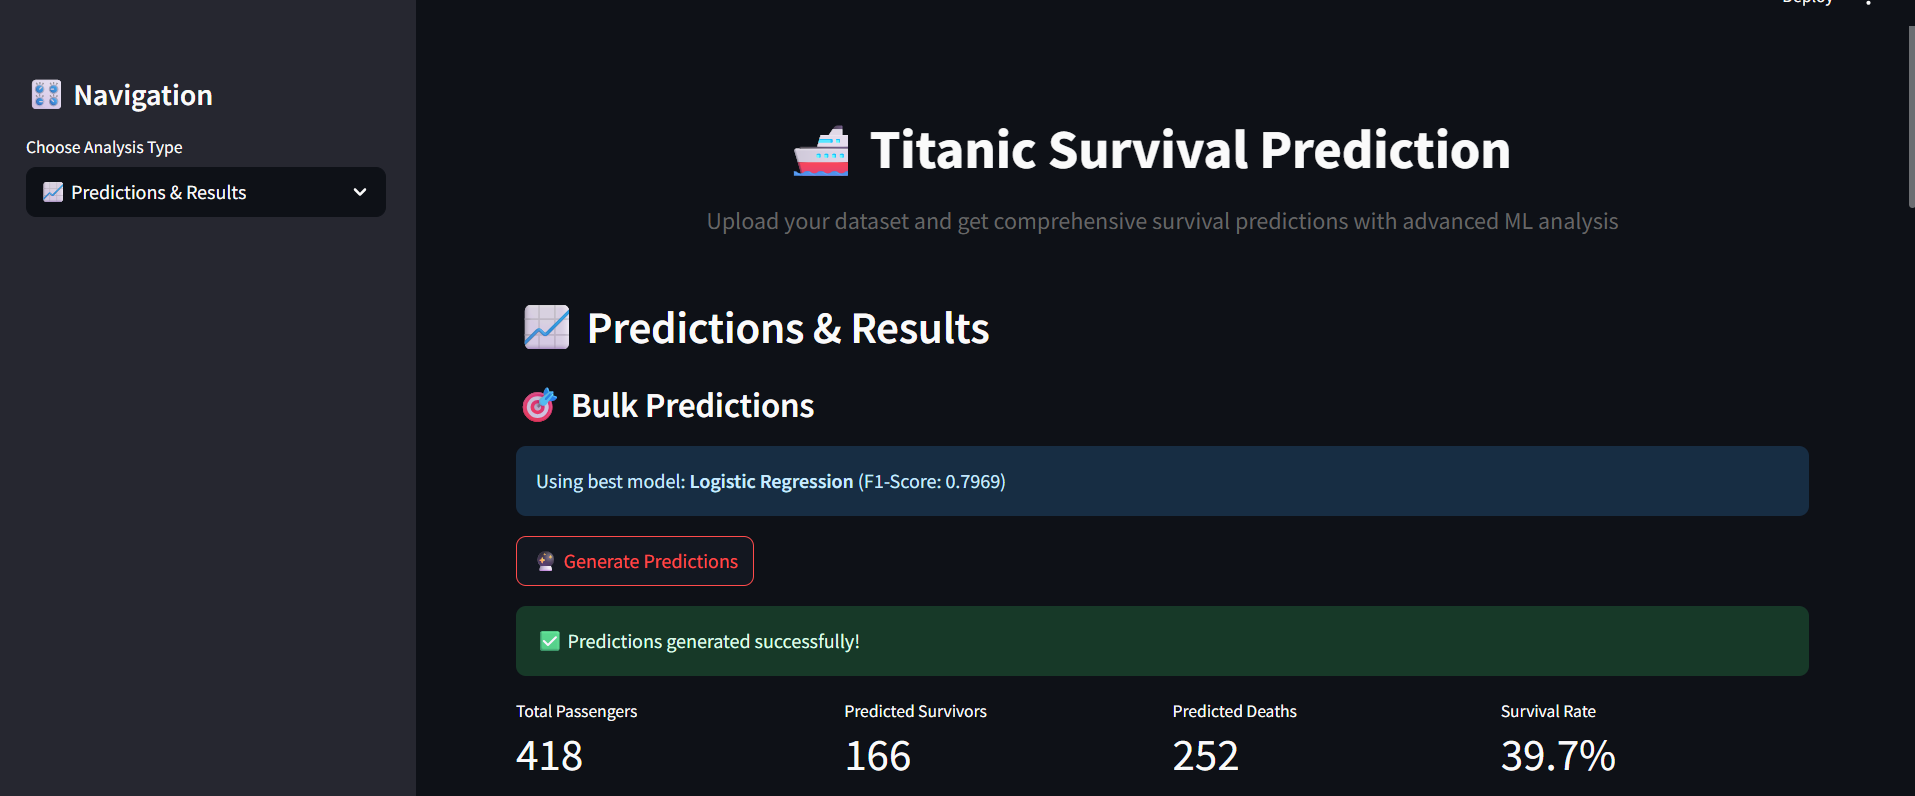 Deploy
Navigation
Choose Analysis Type
Predictions & Results
Titanic Survival Prediction
Upload your dataset and get comprehensive survival predictions with advanced ML analysis
Predictions & Results
Bulk Predictions
Using best model: Logistic Regression (F1-Score: 0.7969)
Generate Predictions
Predictions generated successfully!
Total Passengers
418
Predicted Survivors
166
Predicted Deaths
252
Survival Rate
39.7%